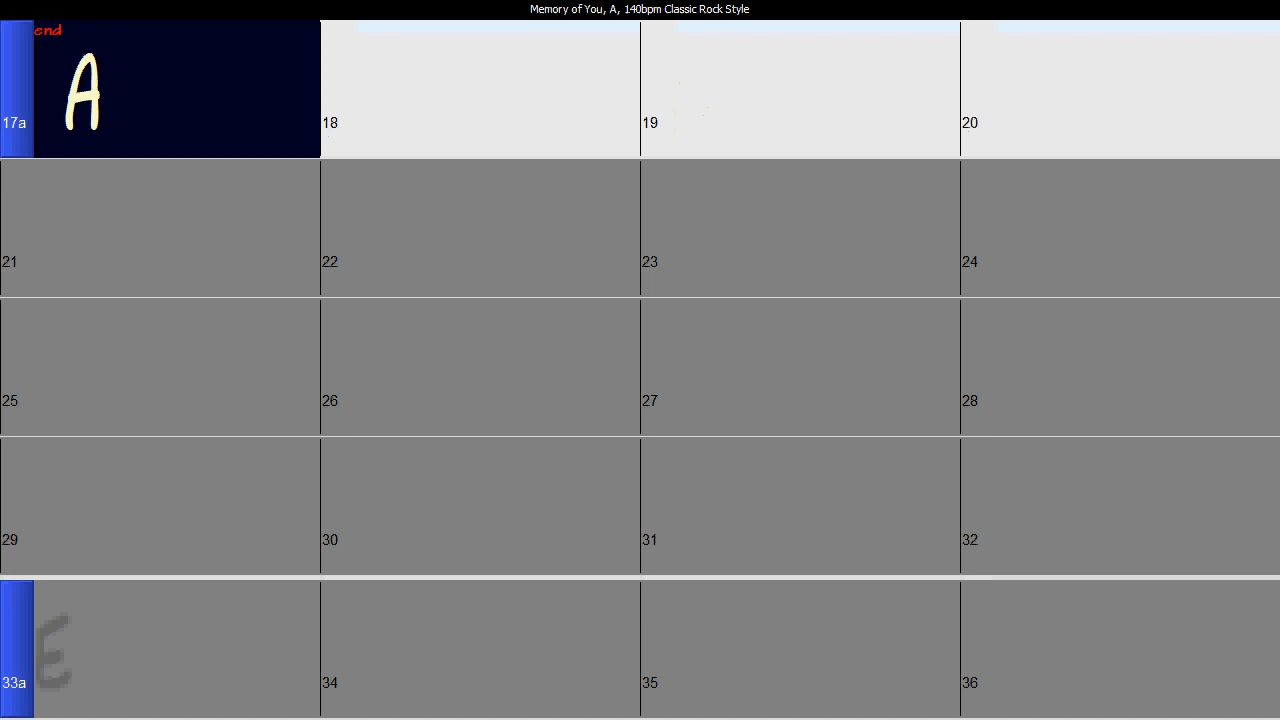 Memory of You, A, 140bpm Classic Rock Style
end
A
17a 18 19 20
21 22 23 24
25 26 27 28
29 30 31 32
E
33a 34 35 36